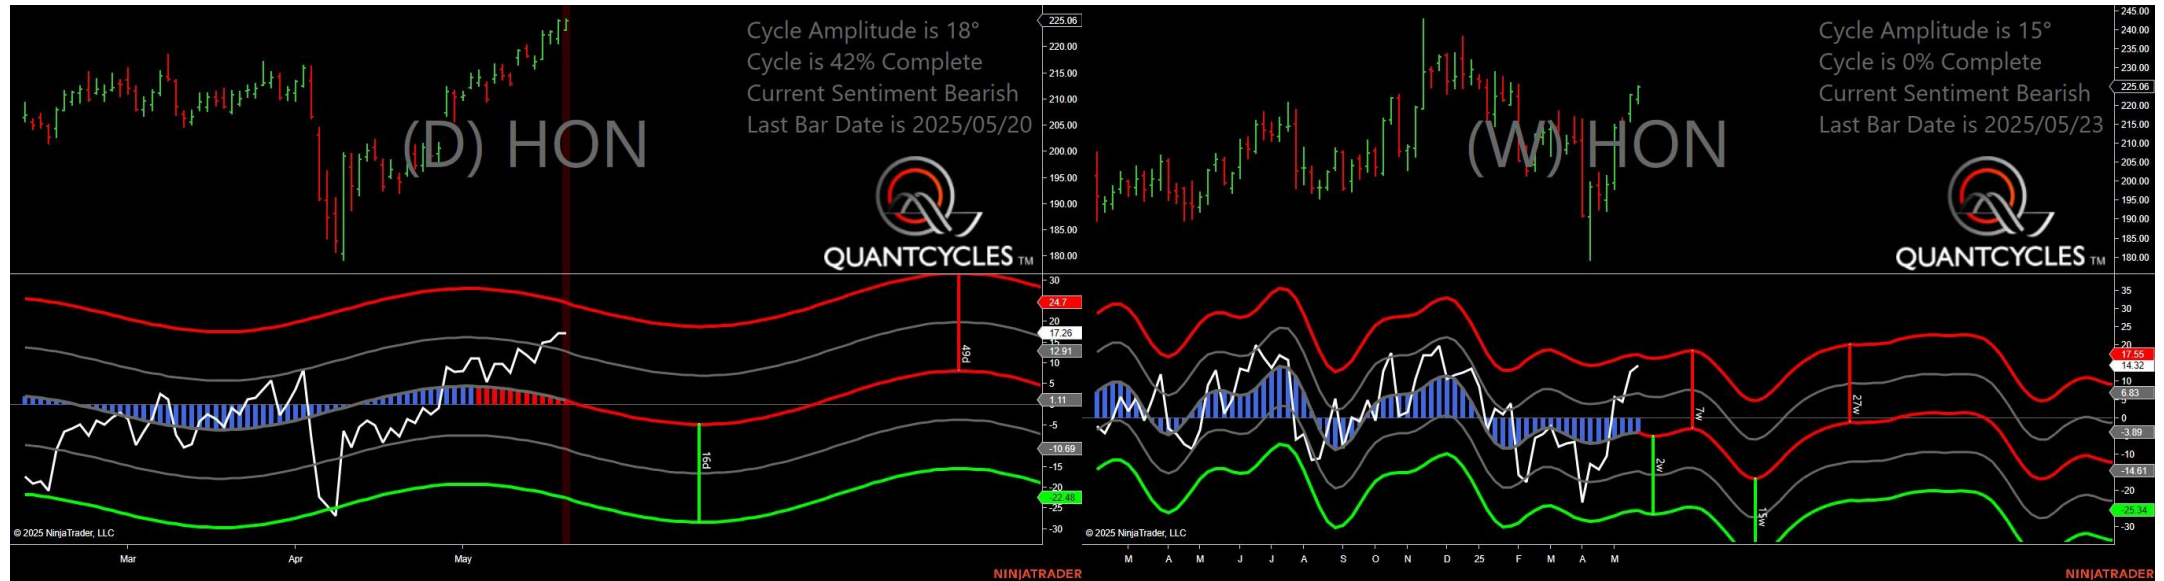 Cycle Amplitude is 18°
Cycle is 42% Complete
Current Sentiment Bearish
Last Bar Date is 2025/05/20
(D) HON
QUANTCYCLES TM
225.06
220.00
215.00
210.00
205.00
200.00
195.00
190.00
185.00
180.00
30
24.7
20
17.26
12.91
10
5
1.11
-5
-10.69
-15
-20
-22.48
-25
-30
49d
16d
© 2025 NinjaTrader, LLC
Mar
Apr
May
NINJATRADER
Cycle Amplitude is 15°
Cycle is 0% Complete
Current Sentiment Bearish
Last Bar Date is 2025/05/23
(W) HON
QUANTCYCLES TM
245.00
240.00
235.00
230.00
225.06
220.00
215.00
210.00
205.00
200.00
195.00
190.00
185.00
180.00
35
30
25
20
17.55
14.32
10
6.83
0
-3.89
-14.61
-20
-25.34
-30
2w
7w
15w
27w
© 2025 NinjaTrader, LLC
M A M J J A S O N D 25 F M A M
NINJATRADER